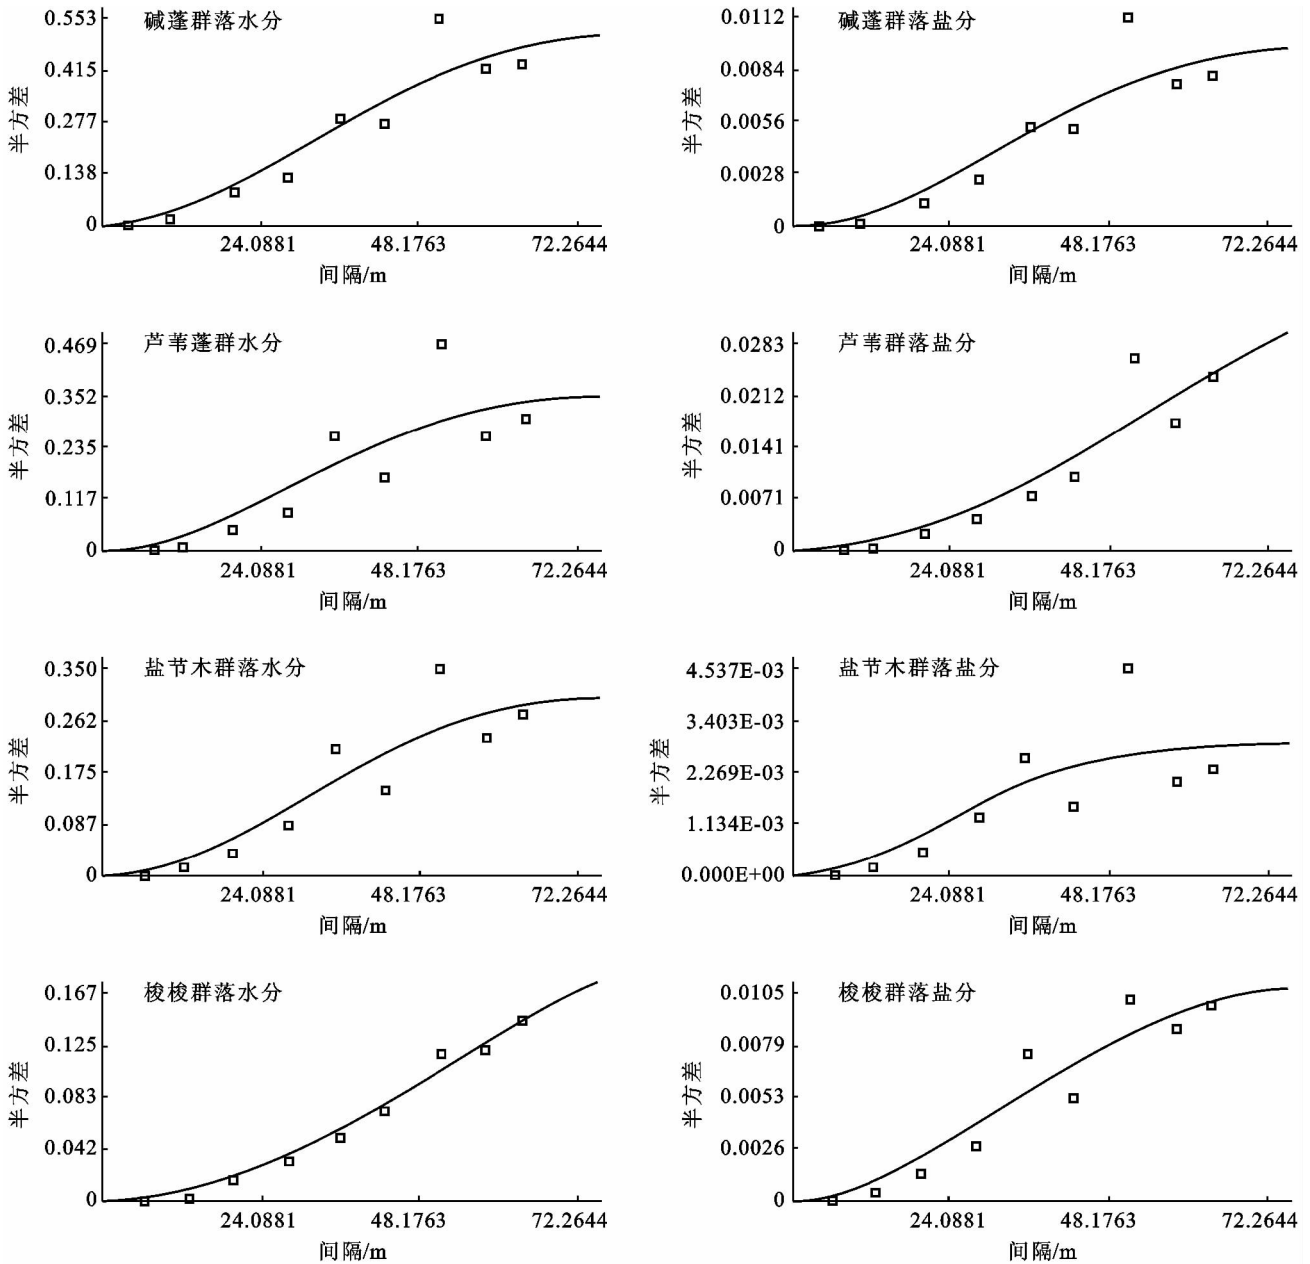 碱蓬群落水分
0.553
0.415
0.277
0.138
0
半方差
24.0881 48.1763 72.2644
间隔/m
碱蓬群落盐分
0.0112
0.0084
0.0056
0.0028
0
半方差
24.0881 48.1763 72.2644
间隔/m
芦苇蓬群水分
0.469
0.352
0.235
0.117
0
半方差
24.0881 48.1763 72.2644
间隔/m
芦苇群落盐分
0.0283
0.0212
0.0141
0.0071
0
半方差
24.0881 48.1763 72.2644
间隔/m
盐节木群落水分
0.350
0.262
0.175
0.087
0
半方差
24.0881 48.1763 72.2644
间隔/m
盐节木群落盐分
4.537E-03
3.403E-03
2.269E-03
1.134E-03
0.000E+00
半方差
24.0881 48.1763 72.2644
间隔/m
梭梭群落水分
0.167
0.125
0.083
0.042
0
半方差
24.0881 48.1763 72.2644
间隔/m
梭梭群落盐分
0.0105
0.0079
0.0053
0.0026
0
半方差
24.0881 48.1763 72.2644
间隔/m